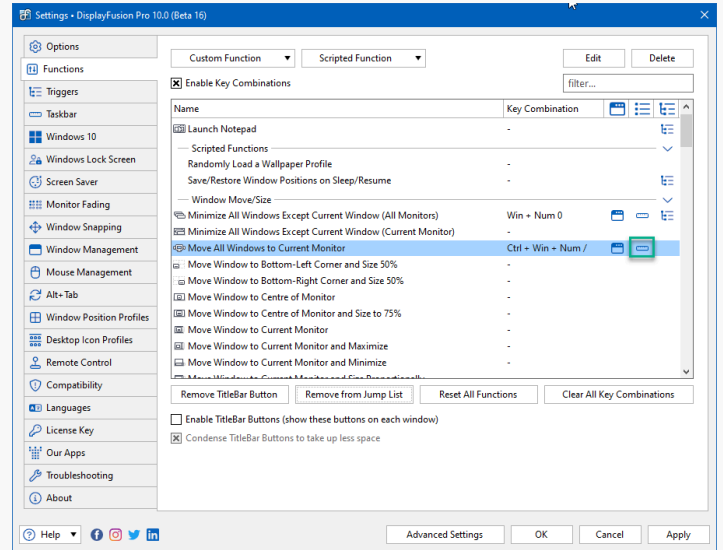 Settings • DisplayFusion Pro 10.0 (Beta 16)
Options
Functions
Triggers
Taskbar
Windows 10
Windows Lock Screen
Screen Saver
Monitor Fading
Window Snapping
Window Management
Mouse Management
Alt+Tab
Window Position Profiles
Desktop Icon Profiles
Remote Control
Compatibility
Languages
License Key
Our Apps
Troubleshooting
About
Custom Function Scripted Function Edit Delete
Enable Key Combinations filter...
Name Key Combination
Launch Notepad -
Scripted Functions
Randomly Load a Wallpaper Profile -
Save/Restore Window Positions on Sleep/Resume -
Window Move/Size
Minimize All Windows Except Current Window (All Monitors) Win + Num 0
Minimize All Windows Except Current Window (Current Monitor) -
Move All Windows to Current Monitor Ctrl + Win + Num /
Move Window to Bottom-Left Corner and Size 50% -
Move Window to Bottom-Right Corner and Size 50% -
Move Window to Centre of Monitor -
Move Window to Centre of Monitor and Size to 75% -
Move Window to Current Monitor -
Move Window to Current Monitor and Maximize -
Move Window to Current Monitor and Minimize -
Move Window to Current Monitor and Size Proportionally
Remove TitleBar Button Remove from Jump List Reset All Functions Clear All Key Combinations
Enable TitleBar Buttons (show these buttons on each window)
Condense TitleBar Buttons to take up less space
Help Advanced Settings OK Cancel Apply